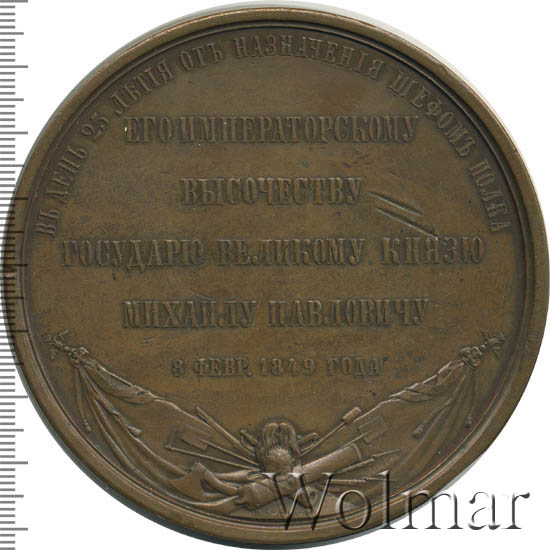 ВЪ ДЕНЬ 25 ЛѢТІЯ ОТЪ НАЗНАЧЕНІЯ ШЕФОМЪ ПОЛКА
ЕГО ИМПЕРАТОРСКОМУ
ВЫСОЧЕСТВУ
ГОСУДАРЮ ВЕЛИКОМУ КНЯЗЮ
МИХАИЛУ ПАВЛОВИЧУ
8 ФЕВР. 1849 ГОДА
Wolmar